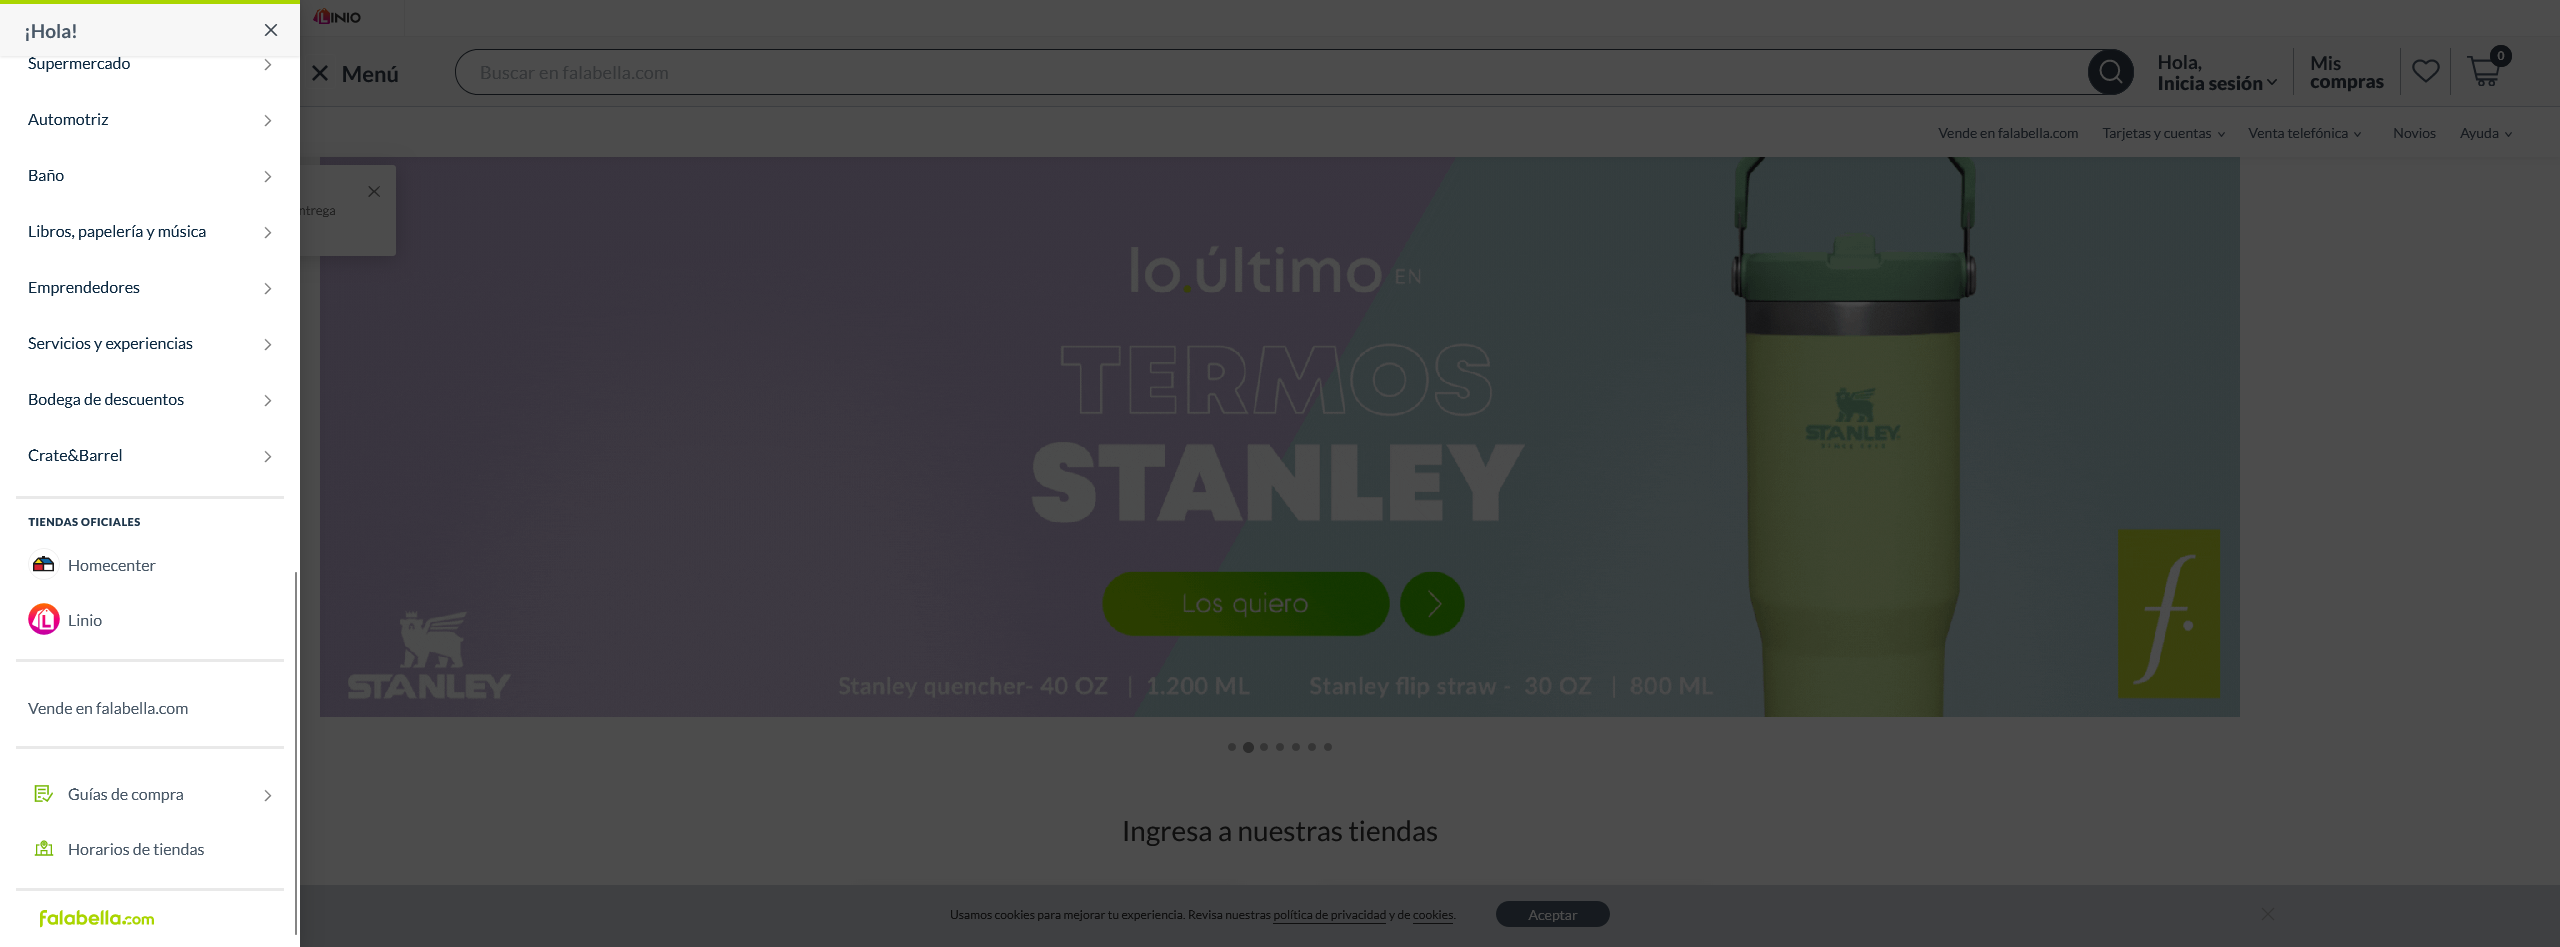 ¡Hola!
Supermercado
Automotriz
Baño
Libros, papelería y música
Emprendedores
Servicios y experiencias
Bodega de descuentos
Crate&Barrel
TIENDAS OFICIALES
Homecenter
Linio
Vende en falabella.com
Guías de compra
Horarios de tiendas
falabella.com
LINIO
Menú
Buscar en falabella.com
Hola,
Inicia sesión
Mis
compras
0
Vende en falabella.com
Tarjetas y cuentas
Venta telefónica
Novios
Ayuda
ntrega
lo.último EN
TERMOS
STANLEY
Los quiero
STANLEY
Stanley quencher- 40 OZ | 1.200 ML
Stanley flip straw - 30 OZ | 800 ML
STANLEY
f.
Ingresa a nuestras tiendas
Usamos cookies para mejorar tu experiencia. Revisa nuestras política de privacidad y de cookies.
Aceptar